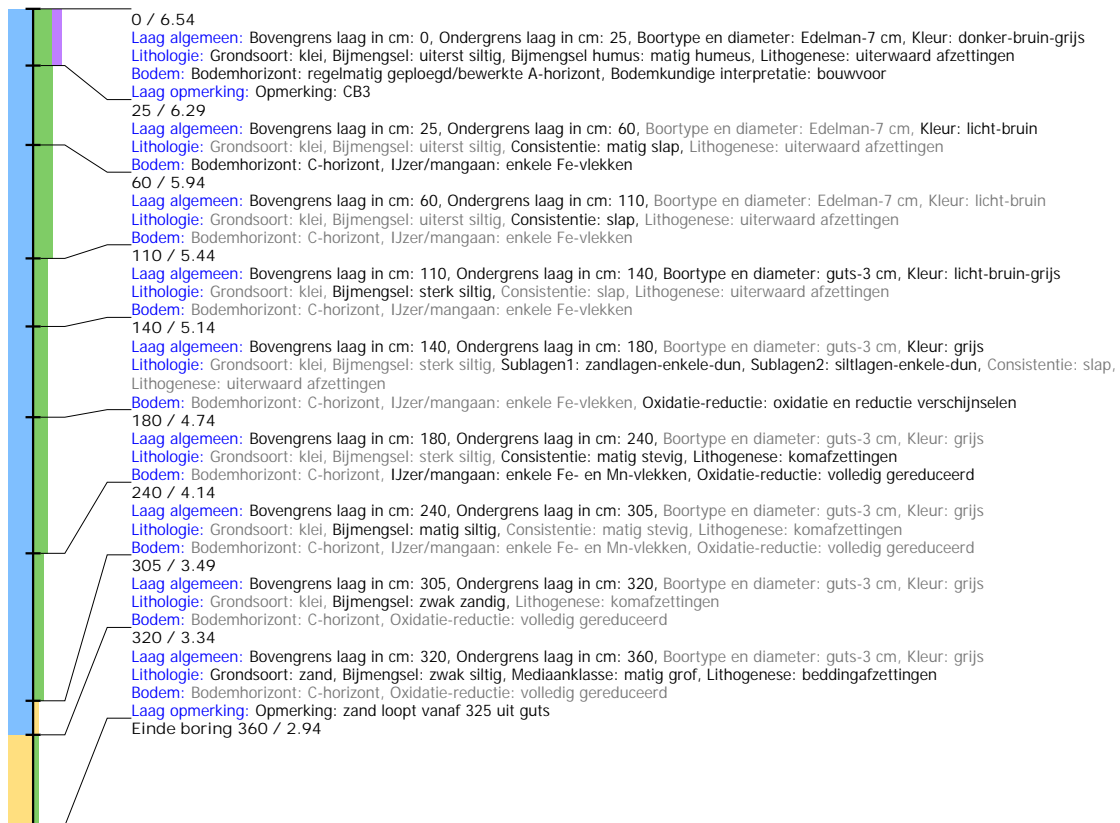 0 / 6.54
Laag algemeen: Bovengrens laag in cm: 0, Ondergrens laag in cm: 25, Boortype en diameter: Edelman-7 cm, Kleur: donker-bruin-grijs
Lithologie: Grondsoort: klei, Bijmengsel: uiterst siltig, Bijmengsel humus: matig humeus, Lithogenese: uiterwaard afzettingen
Bodem: Bodemhorizont: regelmatig geploegd/bewerkte A-horizont, Bodemkundige interpretatie: bouwvoor
Laag opmerking: Opmerking: CB3
25 / 6.29
Laag algemeen: Bovengrens laag in cm: 25, Ondergrens laag in cm: 60, Boortype en diameter: Edelman-7 cm, Kleur: licht-bruin
Lithologie: Grondsoort: klei, Bijmengsel: uiterst siltig, Consistentie: matig slap, Lithogenese: uiterwaard afzettingen
Bodem: Bodemhorizont: C-horizont, IJzer/mangaan: enkele Fe-vlekken
60 / 5.94
Laag algemeen: Bovengrens laag in cm: 60, Ondergrens laag in cm: 110, Boortype en diameter: Edelman-7 cm, Kleur: licht-bruin
Lithologie: Grondsoort: klei, Bijmengsel: uiterst siltig, Consistentie: slap, Lithogenese: uiterwaard afzettingen
Bodem: Bodemhorizont: C-horizont, IJzer/mangaan: enkele Fe-vlekken
110 / 5.44
Laag algemeen: Bovengrens laag in cm: 110, Ondergrens laag in cm: 140, Boortype en diameter: guts-3 cm, Kleur: licht-bruin-grijs
Lithologie: Grondsoort: klei, Bijmengsel: sterk siltig, Consistentie: slap, Lithogenese: uiterwaard afzettingen
Bodem: Bodemhorizont: C-horizont, IJzer/mangaan: enkele Fe-vlekken
140 / 5.14
Laag algemeen: Bovengrens laag in cm: 140, Ondergrens laag in cm: 180, Boortype en diameter: guts-3 cm, Kleur: grijs
Lithologie: Grondsoort: klei, Bijmengsel: sterk siltig, Sublagen1: zandlagen-enkele-dun, Sublagen2: siltlagen-enkele-dun, Consistentie: slap,
Lithogenese: uiterwaard afzettingen
Bodem: Bodemhorizont: C-horizont, IJzer/mangaan: enkele Fe-vlekken, Oxidatie-reductie: oxidatie en reductie verschijnselen
180 / 4.74
Laag algemeen: Bovengrens laag in cm: 180, Ondergrens laag in cm: 240, Boortype en diameter: guts-3 cm, Kleur: grijs
Lithologie: Grondsoort: klei, Bijmengsel: sterk siltig, Consistentie: matig stevig, Lithogenese: komafzettingen
Bodem: Bodemhorizont: C-horizont, IJzer/mangaan: enkele Fe- en Mn-vlekken, Oxidatie-reductie: volledig gereduceerd
240 / 4.14
Laag algemeen: Bovengrens laag in cm: 240, Ondergrens laag in cm: 305, Boortype en diameter: guts-3 cm, Kleur: grijs
Lithologie: Grondsoort: klei, Bijmengsel: matig siltig, Consistentie: matig stevig, Lithogenese: komafzettingen
Bodem: Bodemhorizont: C-horizont, IJzer/mangaan: enkele Fe- en Mn-vlekken, Oxidatie-reductie: volledig gereduceerd
305 / 3.49
Laag algemeen: Bovengrens laag in cm: 305, Ondergrens laag in cm: 320, Boortype en diameter: guts-3 cm, Kleur: grijs
Lithologie: Grondsoort: klei, Bijmengsel: zwak zandig, Lithogenese: komafzettingen
Bodem: Bodemhorizont: C-horizont, Oxidatie-reductie: volledig gereduceerd
320 / 3.34
Laag algemeen: Bovengrens laag in cm: 320, Ondergrens laag in cm: 360, Boortype en diameter: guts-3 cm, Kleur: grijs
Lithologie: Grondsoort: zand, Bijmengsel: zwak siltig, Mediaanklasse: matig grof, Lithogenese: beddingafzettingen
Bodem: Bodemhorizont: C-horizont, Oxidatie-reductie: volledig gereduceerd
Laag opmerking: Opmerking: zand loopt vanaf 325 uit guts
Einde boring 360 / 2.94